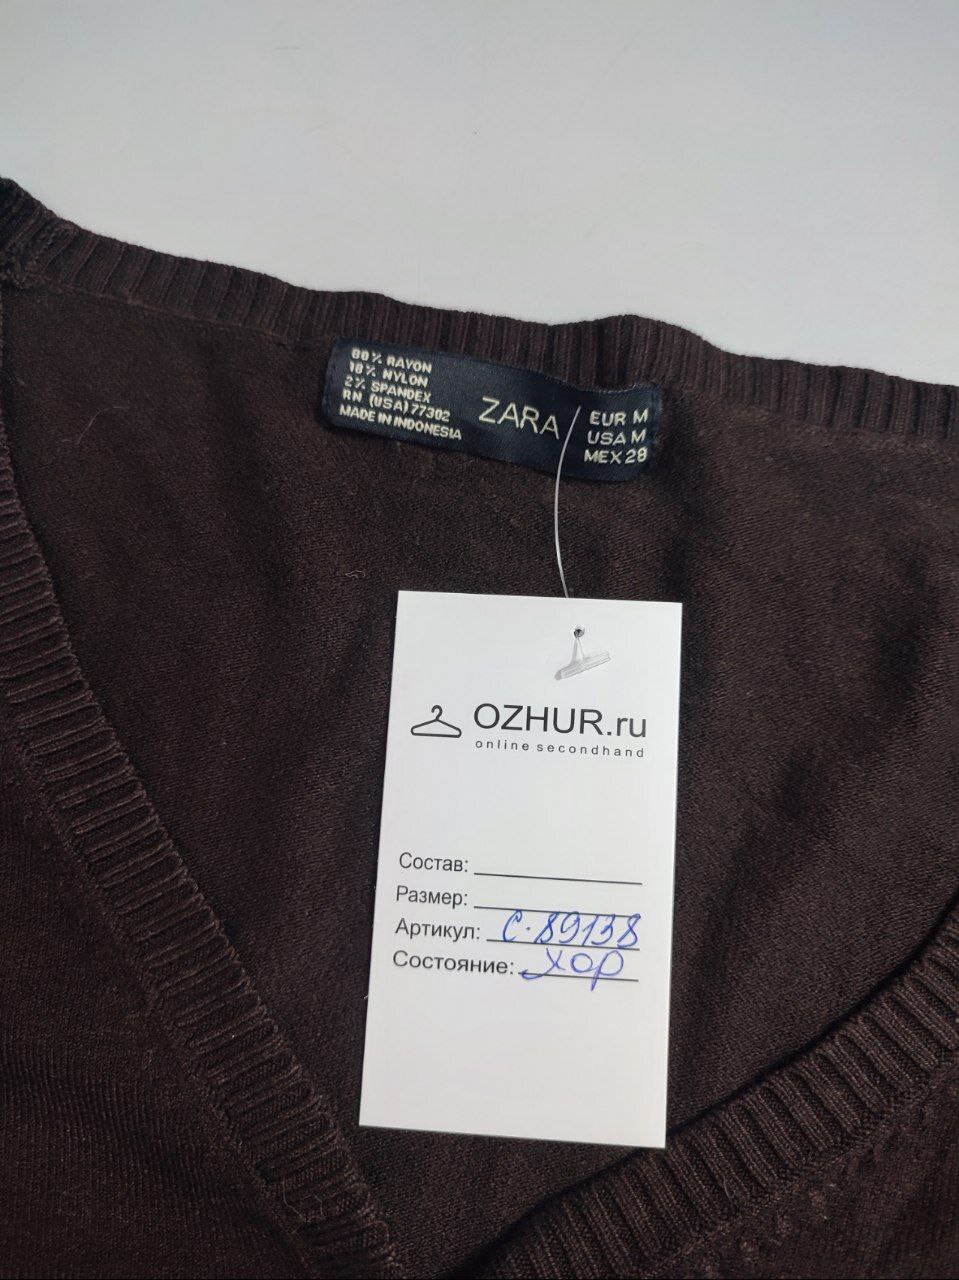 80% RAYON
18% NYLON
2% SPANDEX
RN (USA) 77302
MADE IN INDONESIA
ZARA
EUR M
USA M
MEX 28
OZHUR.ru
online secondhand
Состав:
Размер:
Артикул: С-89138
Состояние: хор